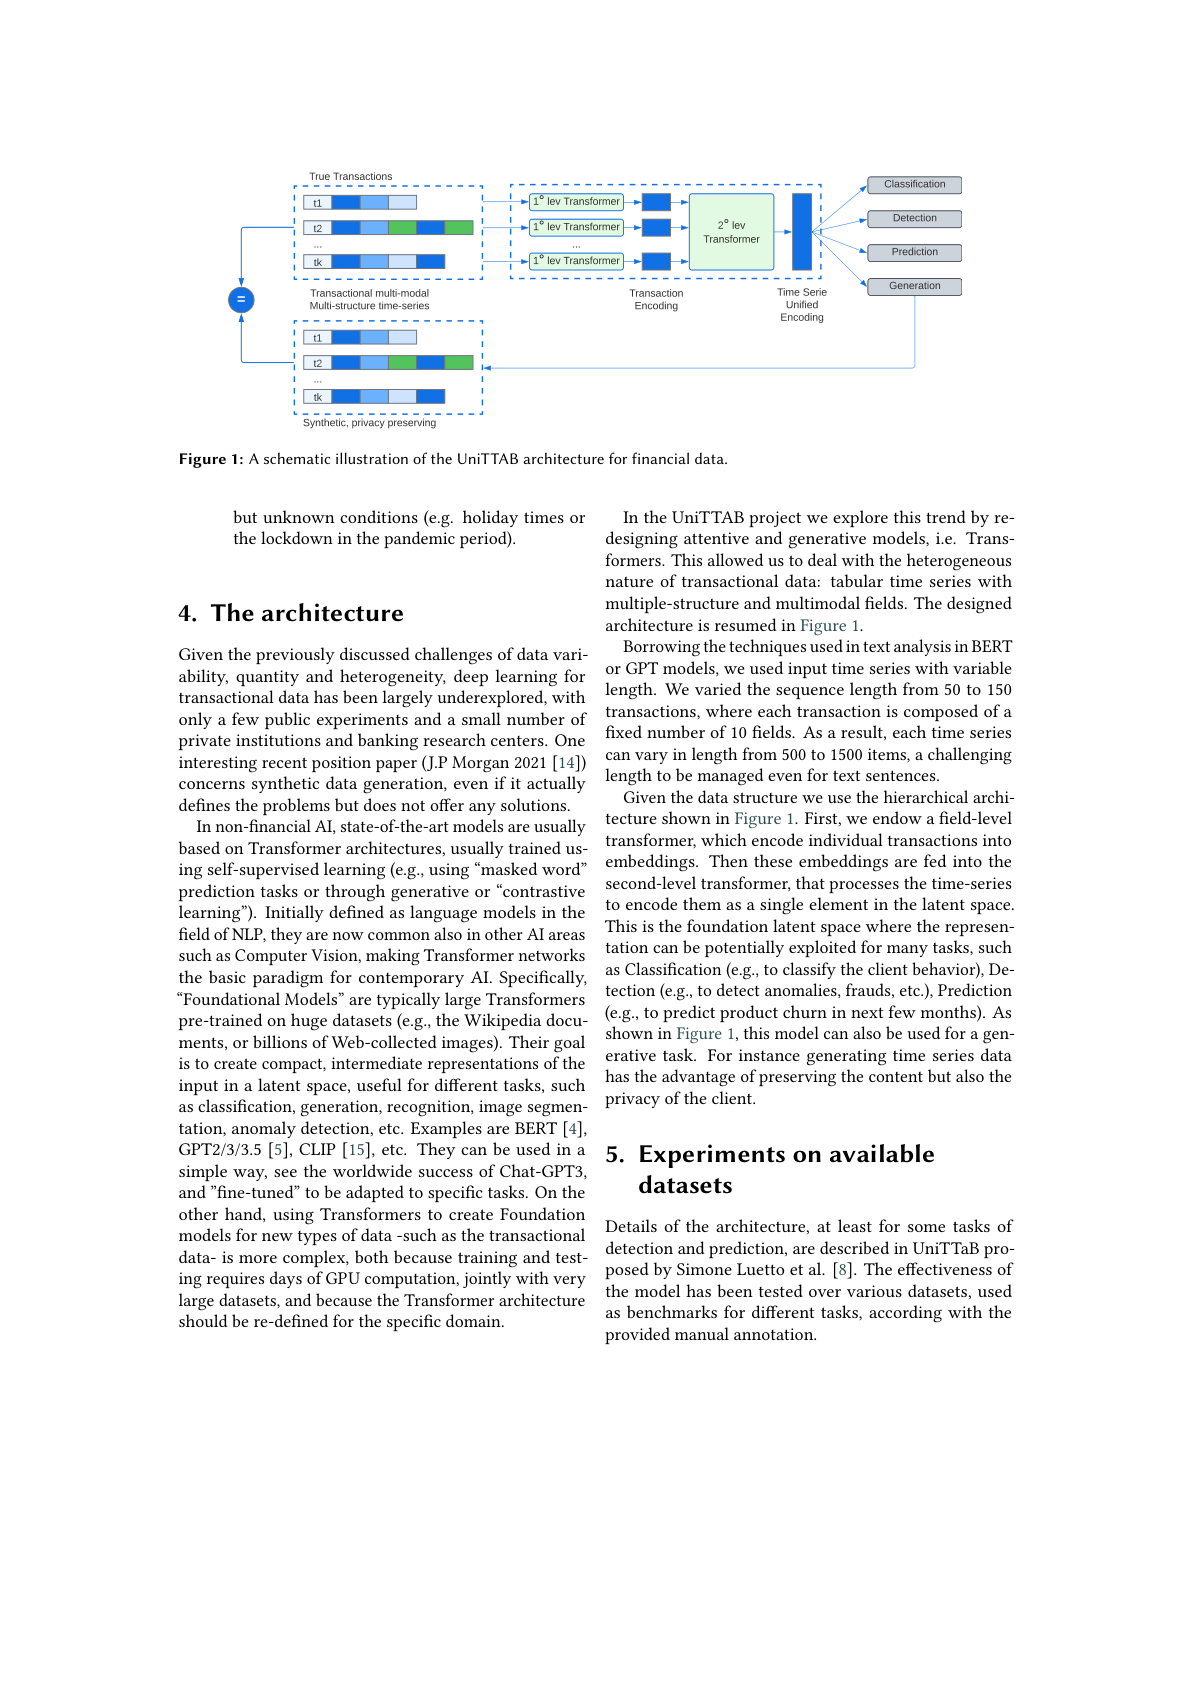 True Transactions
t1
t2
...
tk
Transactional multi-modal
Multi-structure time-series
=
t1
t2
...
tk
Synthetic, privacy preserving
1° lev Transformer
1° lev Transformer
...
1° lev Transformer
2° lev
Transformer
Transaction
Encoding
Time Serie
Unified
Encoding
Classification
Detection
Prediction
Generation
Figure 1: A schematic illustration of the UniTTAB architecture for financial data.
but unknown conditions (e.g. holiday times or
the lockdown in the pandemic period).
4. The architecture
Given the previously discussed challenges of data vari-
ability, quantity and heterogeneity, deep learning for
transactional data has been largely underexplored, with
only a few public experiments and a small number of
private institutions and banking research centers. One
interesting recent position paper (J.P Morgan 2021 [14])
concerns synthetic data generation, even if it actually
defines the problems but does not offer any solutions.
In non-financial AI, state-of-the-art models are usually
based on Transformer architectures, usually trained us-
ing self-supervised learning (e.g., using “masked word”
prediction tasks or through generative or “contrastive
learning”). Initially defined as language models in the
field of NLP, they are now common also in other AI areas
such as Computer Vision, making Transformer networks
the basic paradigm for contemporary AI. Specifically,
“Foundational Models” are typically large Transformers
pre-trained on huge datasets (e.g., the Wikipedia docu-
ments, or billions of Web-collected images). Their goal
is to create compact, intermediate representations of the
input in a latent space, useful for different tasks, such
as classification, generation, recognition, image segmen-
tation, anomaly detection, etc. Examples are BERT [4],
GPT2/3/3.5 [5], CLIP [15], etc. They can be used in a
simple way, see the worldwide success of Chat-GPT3,
and ”fine-tuned” to be adapted to specific tasks. On the
other hand, using Transformers to create Foundation
models for new types of data -such as the transactional
data- is more complex, both because training and test-
ing requires days of GPU computation, jointly with very
large datasets, and because the Transformer architecture
should be re-defined for the specific domain.
In the UniTTAB project we explore this trend by re-
designing attentive and generative models, i.e. Trans-
formers. This allowed us to deal with the heterogeneous
nature of transactional data: tabular time series with
multiple-structure and multimodal fields. The designed
architecture is resumed in Figure 1.
Borrowing the techniques used in text analysis in BERT
or GPT models, we used input time series with variable
length. We varied the sequence length from 50 to 150
transactions, where each transaction is composed of a
fixed number of 10 fields. As a result, each time series
can vary in length from 500 to 1500 items, a challenging
length to be managed even for text sentences.
Given the data structure we use the hierarchical archi-
tecture shown in Figure 1. First, we endow a field-level
transformer, which encode individual transactions into
embeddings. Then these embeddings are fed into the
second-level transformer, that processes the time-series
to encode them as a single element in the latent space.
This is the foundation latent space where the represen-
tation can be potentially exploited for many tasks, such
as Classification (e.g., to classify the client behavior), De-
tection (e.g., to detect anomalies, frauds, etc.), Prediction
(e.g., to predict product churn in next few months). As
shown in Figure 1, this model can also be used for a gen-
erative task. For instance generating time series data
has the advantage of preserving the content but also the
privacy of the client.
5. Experiments on available
datasets
Details of the architecture, at least for some tasks of
detection and prediction, are described in UniTTaB pro-
posed by Simone Luetto et al. [8]. The effectiveness of
the model has been tested over various datasets, used
as benchmarks for different tasks, according with the
provided manual annotation.